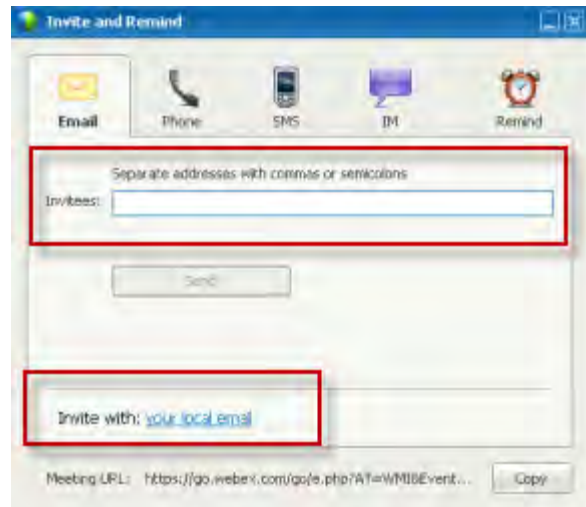 Invite and Remind
Email Phone SMS IM Remind
Separate addresses with commas or semicolons
Invitees:
Send
Invite with: your local email
Meeting URL: https://go.webex.com/go/e.php?AT=WMI&Event... Copy